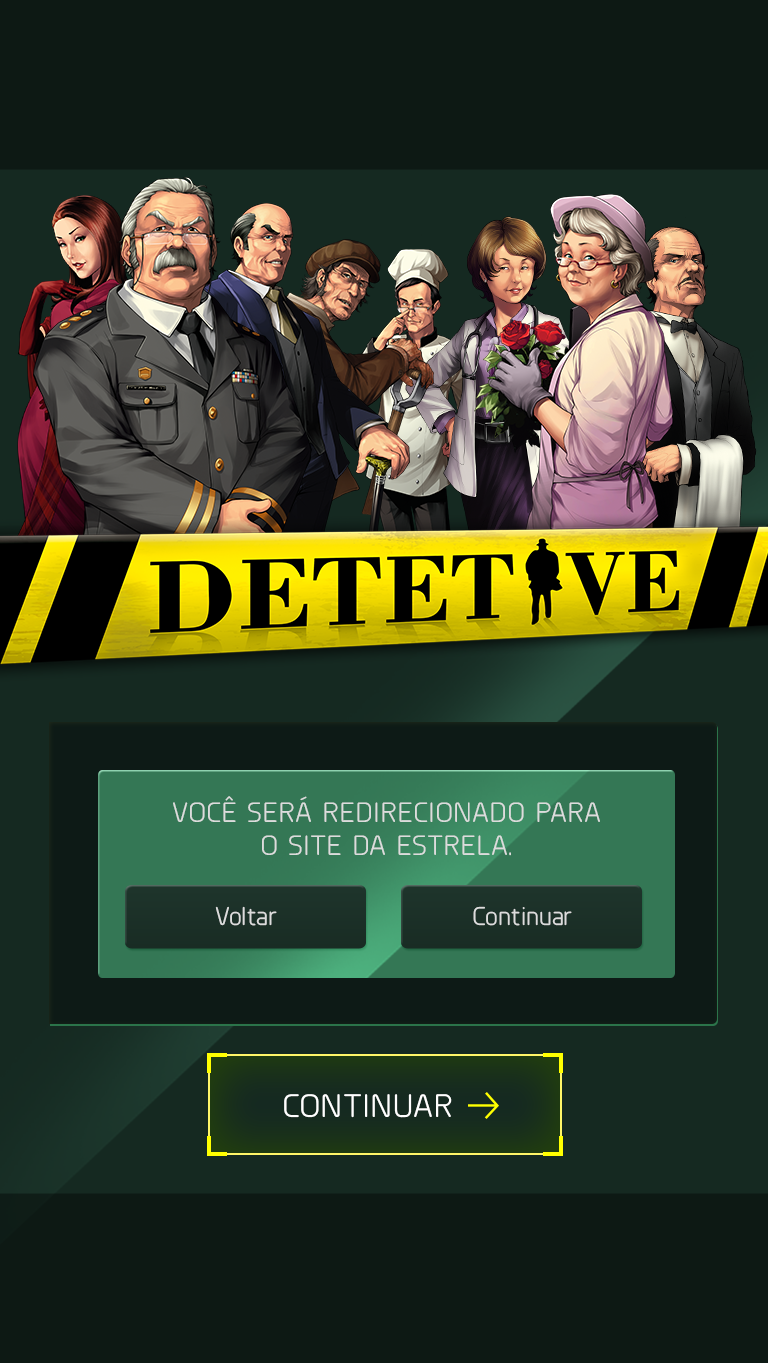 DETETIVE
VOCÊ SERÁ REDIRECIONADO PARA
O SITE DA ESTRELA.
Voltar Continuar
CONTINUAR →